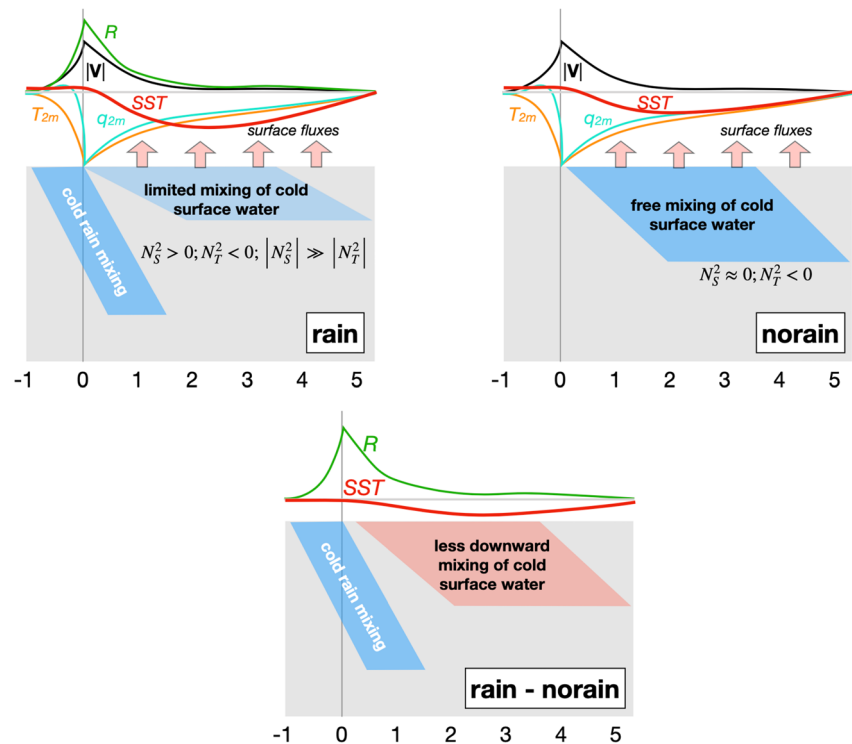 R
|V|
SST
T2m
q2m
surface fluxes
limited mixing of cold
surface water
cold rain mixing
N_S^2 > 0; N_T^2 < 0; |N_S^2| ≫ |N_T^2|
rain
-1 0 1 2 3 4 5
|V|
SST
T2m
q2m
surface fluxes
free mixing of cold
surface water
N_S^2 ≈ 0; N_T^2 < 0
norain
-1 0 1 2 3 4 5
R
SST
cold rain mixing
less downward
mixing of cold
surface water
rain - norain
-1 0 1 2 3 4 5